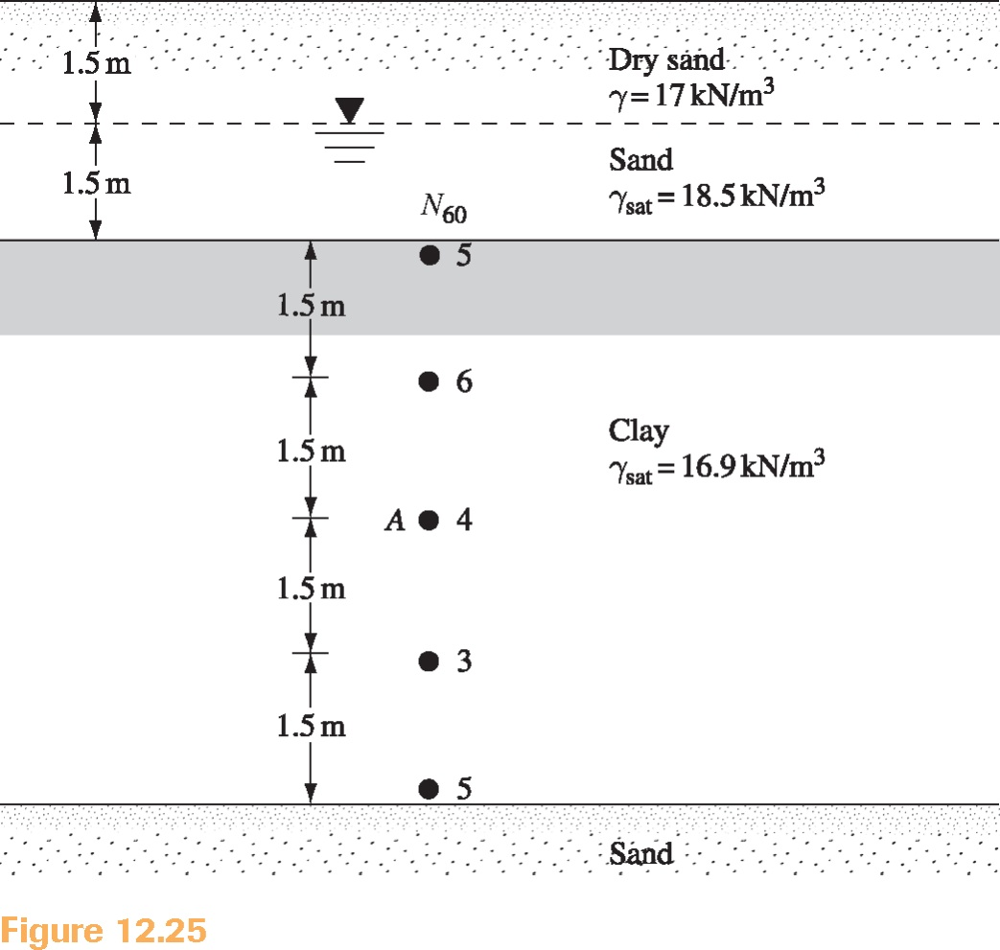 1.5 m
Dry sand
γ = 17 kN/m³
1.5 m
Sand
γsat = 18.5 kN/m³
N60
5
1.5 m
6
1.5 m
Clay
γsat = 16.9 kN/m³
A 4
1.5 m
3
1.5 m
5
Sand
Figure 12.25